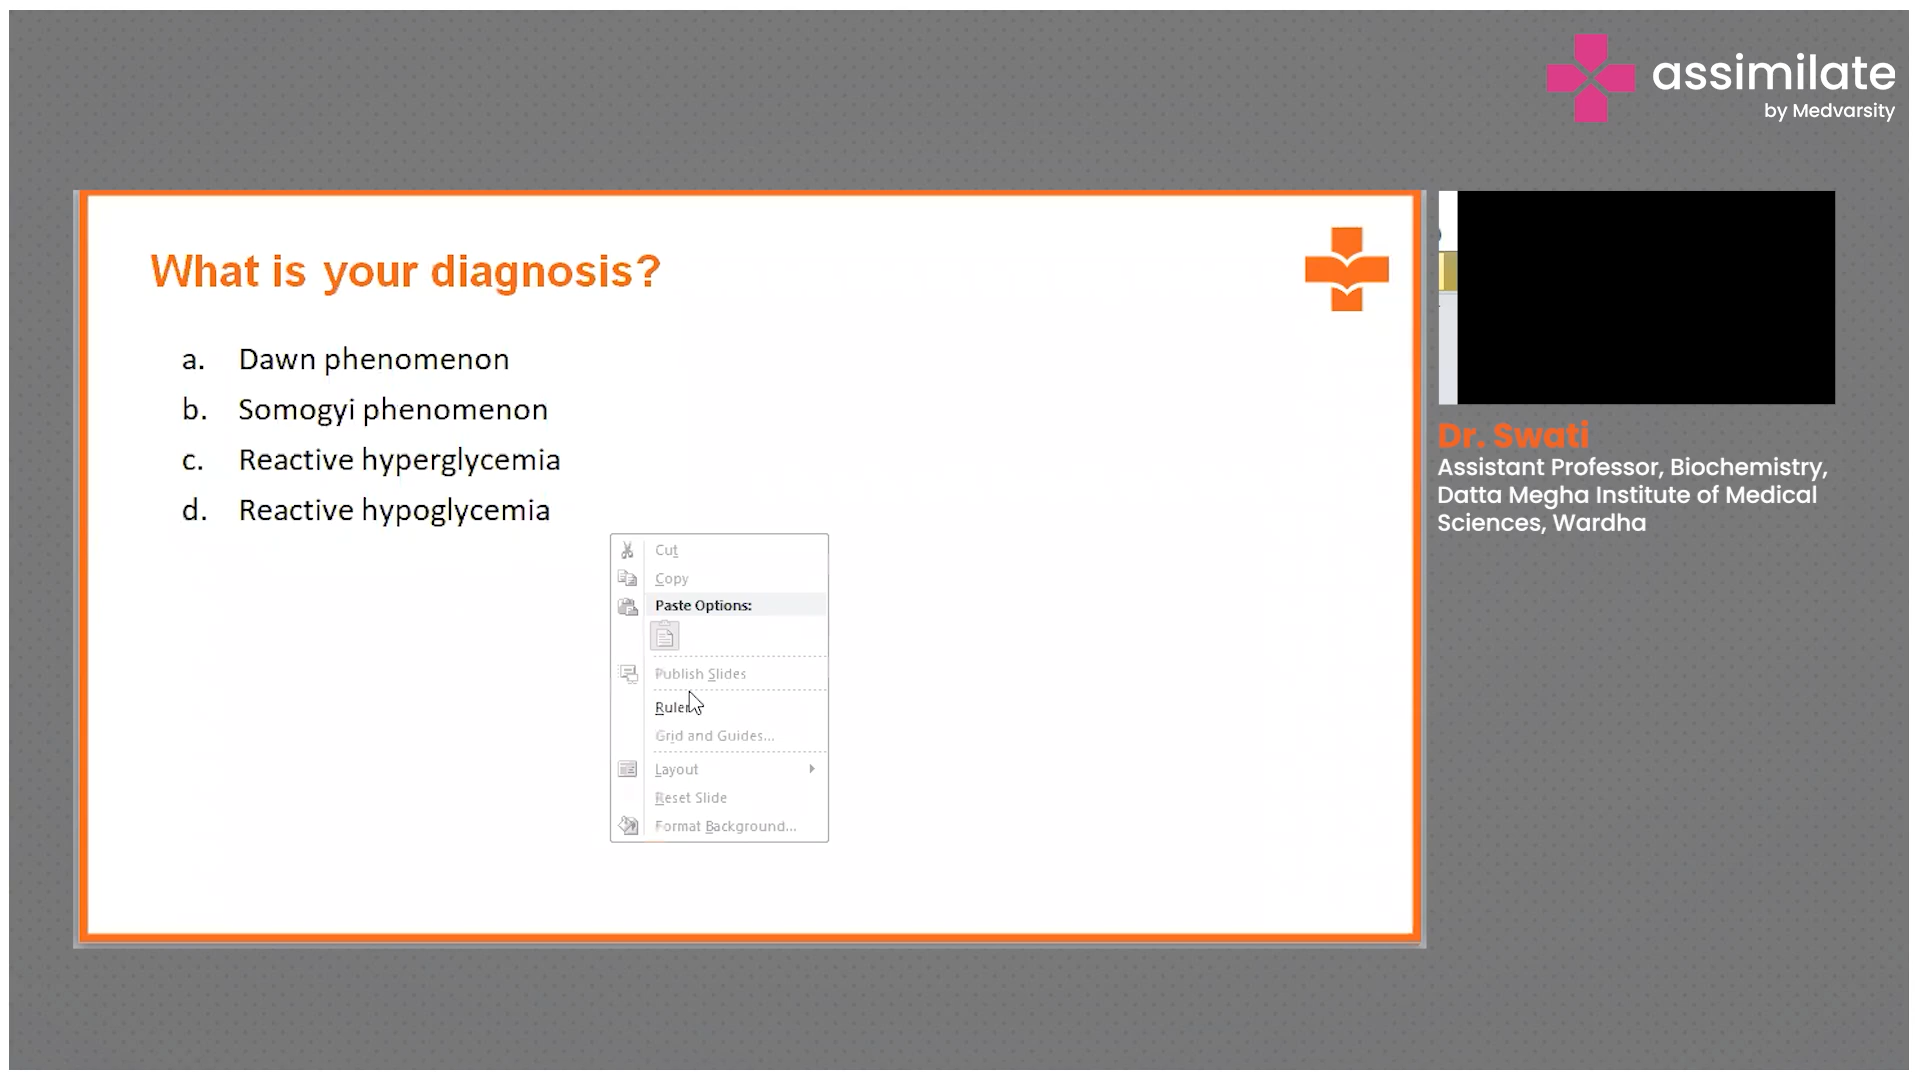 assimilate
by Medvarsity
What is your diagnosis?
a. Dawn phenomenon
b. Somogyi phenomenon
c. Reactive hyperglycemia
d. Reactive hypoglycemia
Cut
Copy
Paste Options:
Publish Slides
Ruler
Grid and Guides...
Layout
Reset Slide
Format Background...
Dr. Swati
Assistant Professor, Biochemistry,
Datta Megha Institute of Medical
Sciences, Wardha